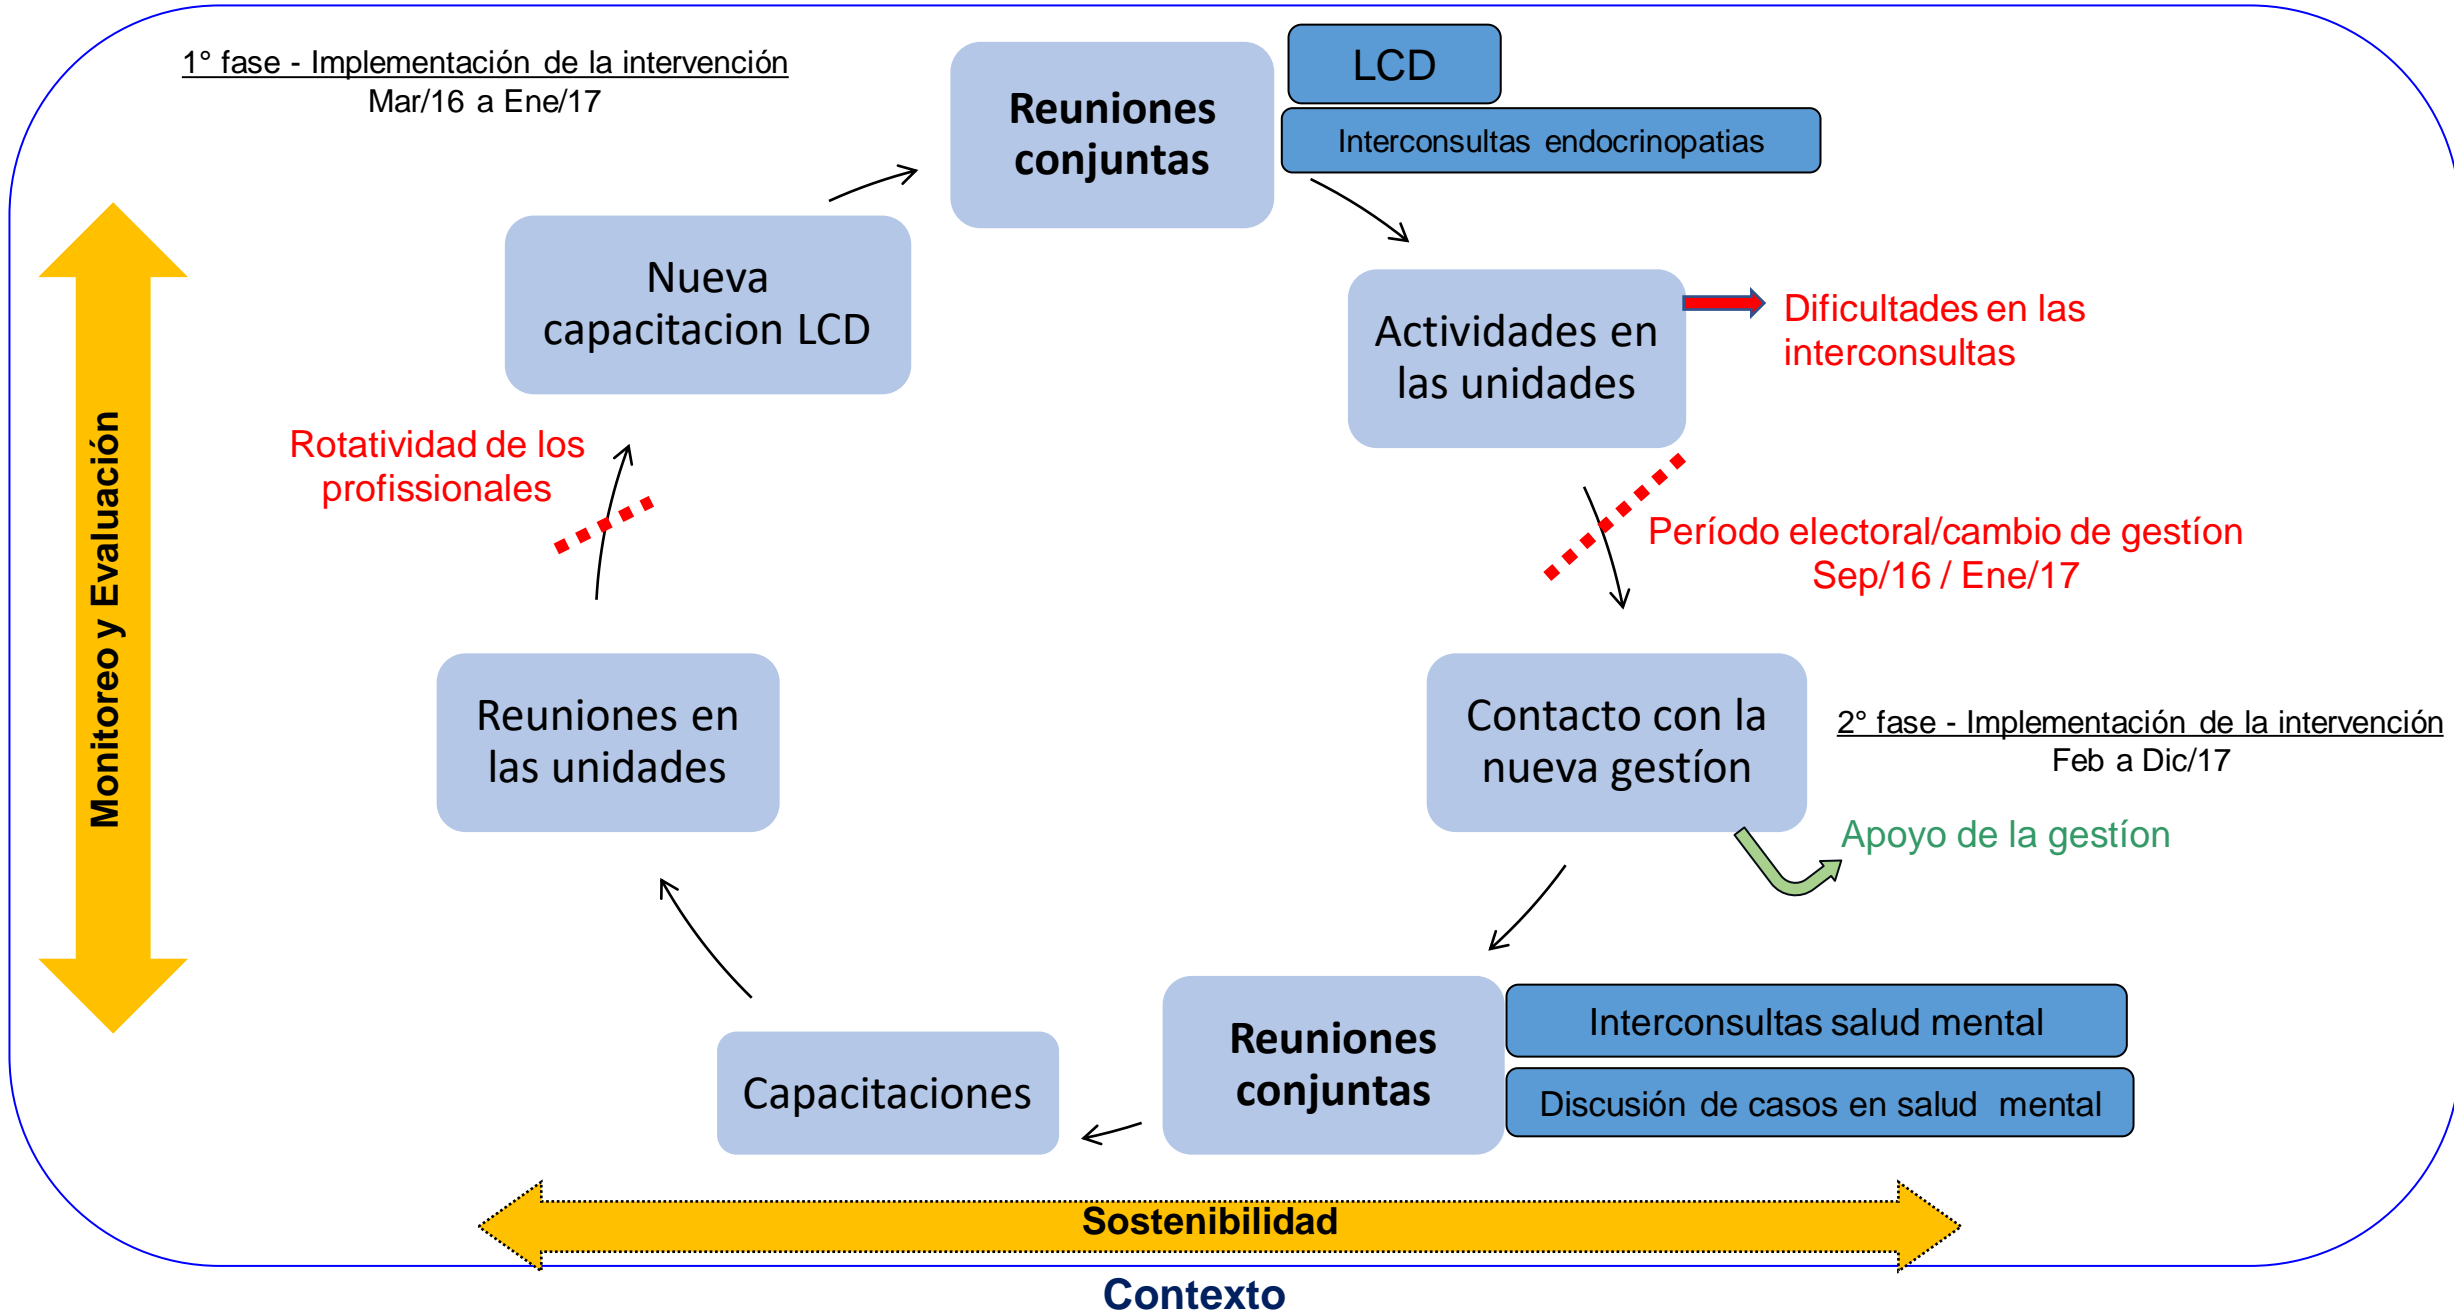 1° fase - Implementación de la intervención
Mar/16 a Ene/17
Reuniones
conjuntas
LCD
Interconsultas endocrinopatias
Nueva
capacitacion LCD
Actividades en
las unidades
Dificultades en las
interconsultas
Rotatividad de los
profissionales
Período electoral/cambio de gestíon
Sep/16 / Ene/17
Monitoreo y Evaluación
Reuniones en
las unidades
Contacto con la
nueva gestíon
2° fase - Implementación de la intervención
Feb a Dic/17
Apoyo de la gestíon
Capacitaciones
Reuniones
conjuntas
Interconsultas salud mental
Discusión de casos en salud mental
Sostenibilidad
Contexto